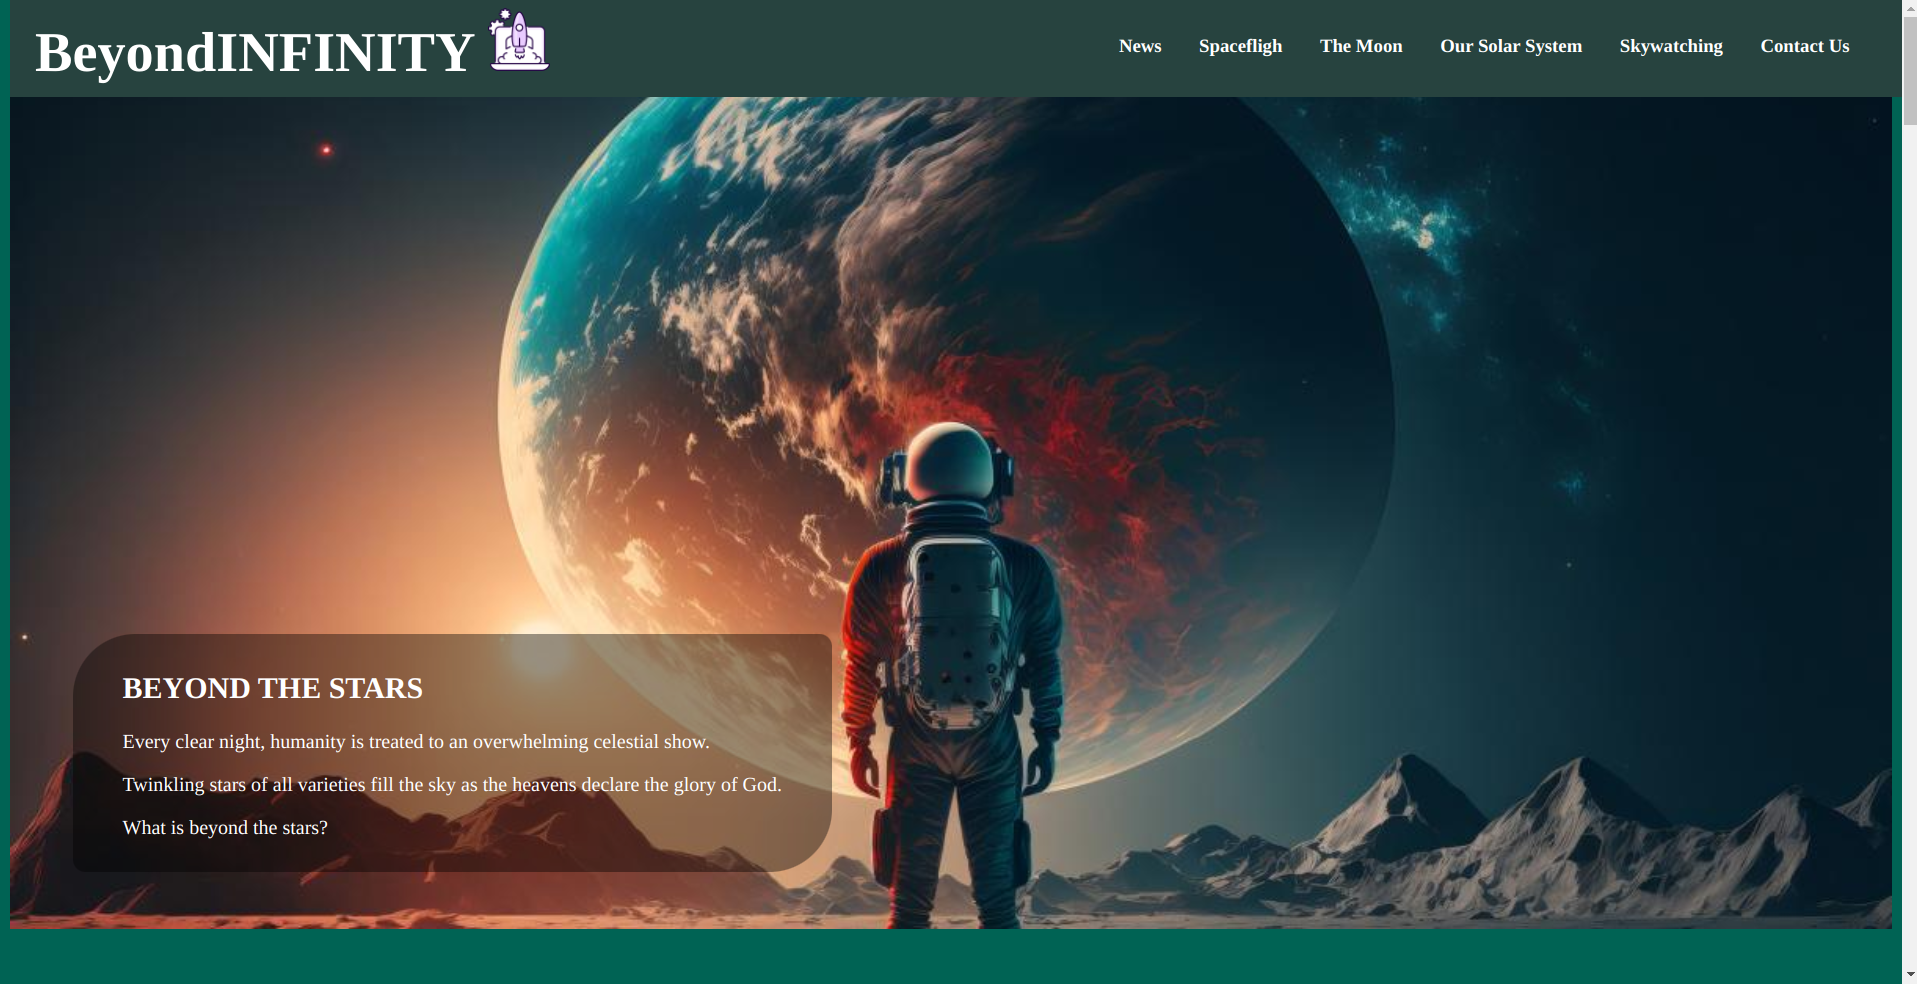 BeyondINFINITY
News Spacefligh The Moon Our Solar System Skywatching Contact Us
BEYOND THE STARS
Every clear night, humanity is treated to an overwhelming celestial show.
Twinkling stars of all varieties fill the sky as the heavens declare the glory of God.
What is beyond the stars?